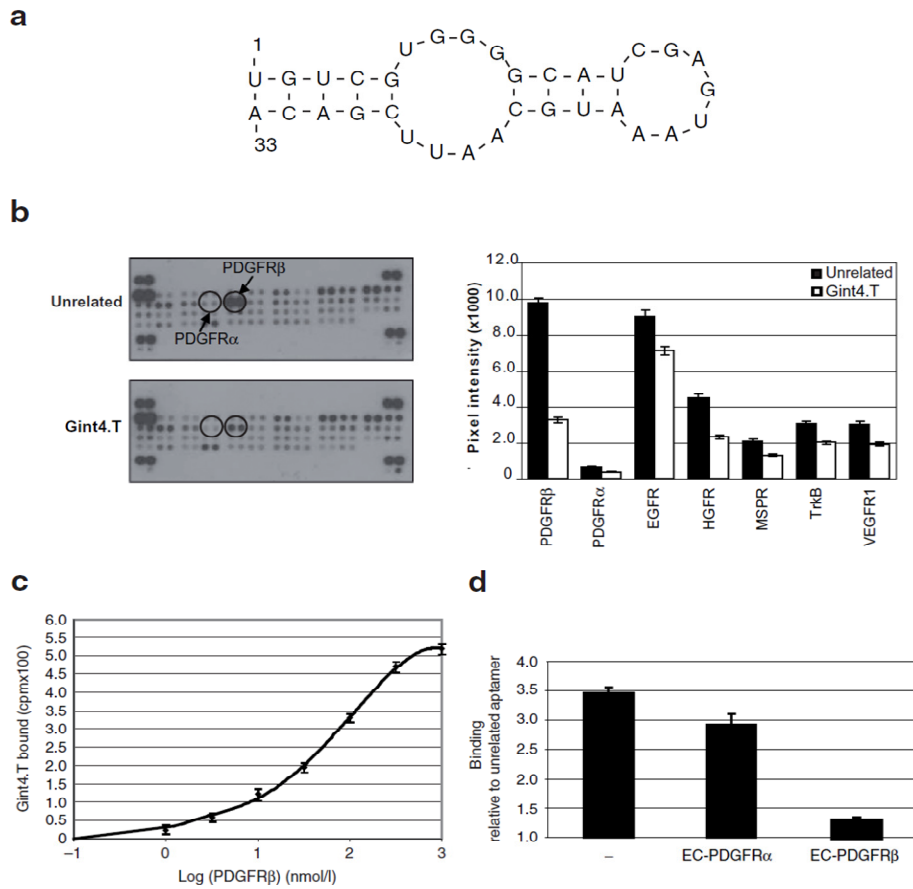 a
1
U-G-U-C-G-U-G-G-G-G-C-A-U-C-G-A-G-U-A-A-A-U-G-C-A-A-U-U-C-G-A-C-A
33
b
Unrelated
PDGFRβ
PDGFRα
Gint4.T
Pixel intensity (x1000)
12.0
10.0
8.0
6.0
4.0
2.0
0
Unrelated
Gint4.T
PDGFRβ
PDGFRα
EGFR
HGFR
MSPR
TrkB
VEGFR1
c
Gint4.T bound (cpmx100)
6.0
5.5
5.0
4.5
4.0
3.5
3.0
2.5
2.0
1.5
1.0
0.5
0
−1
0
1
2
3
Log (PDGFRβ) (nmol/l)
d
Binding
relative to unrelated aptamer
4.0
3.5
3.0
2.5
1.5
1.0
–
EC-PDGFRα
EC-PDGFRβ